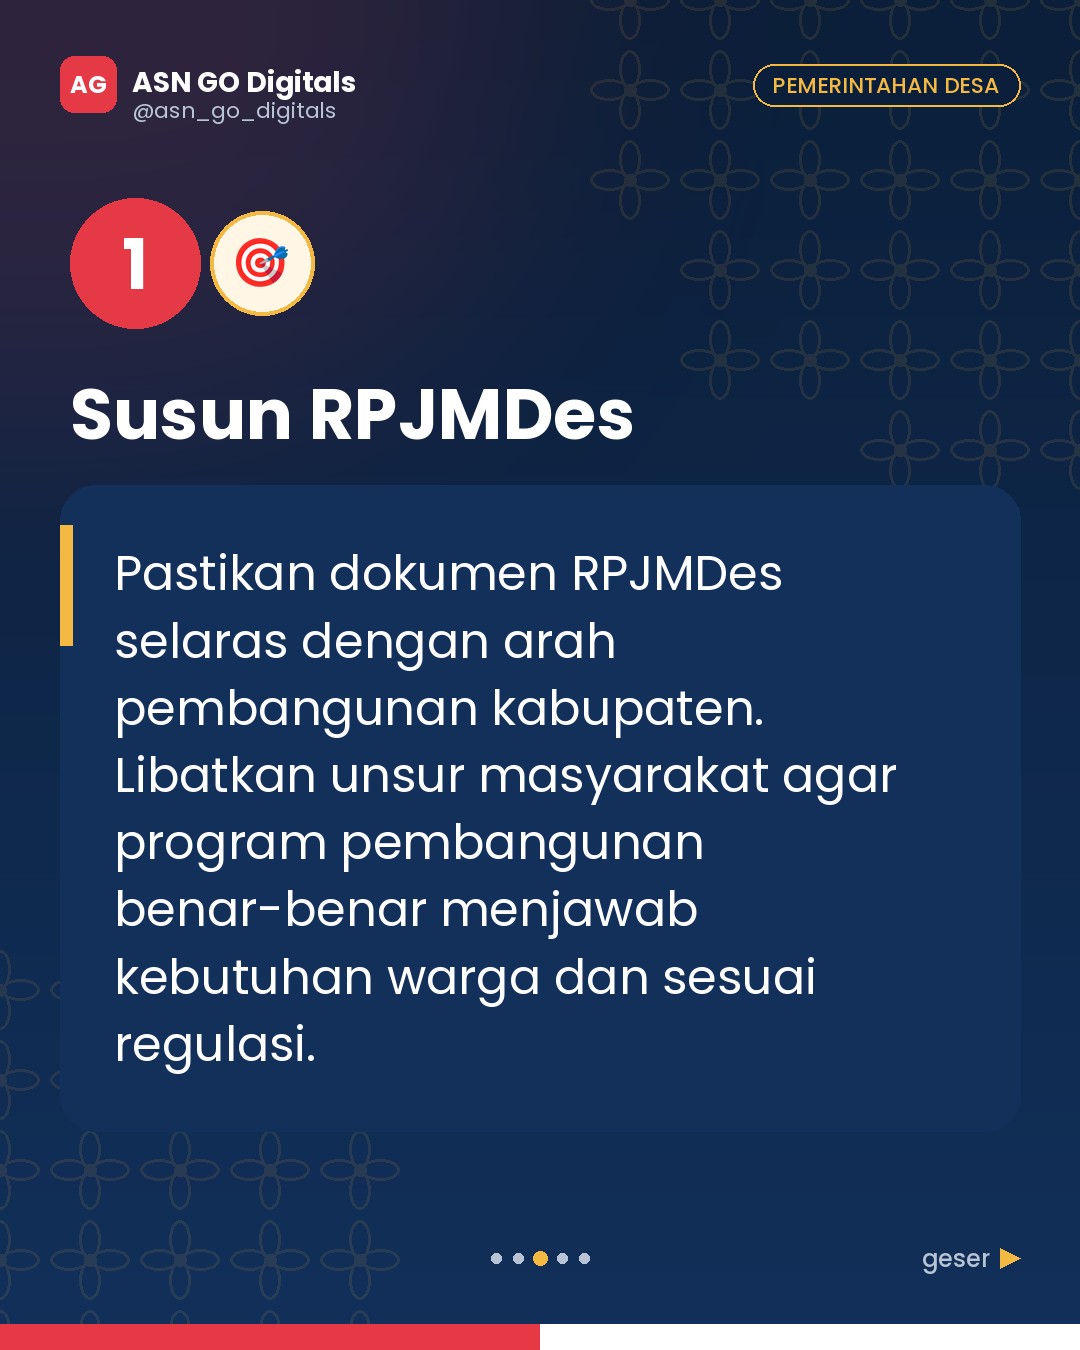 AG
ASN GO Digitals
@asn_go_digitals
PEMERINTAHAN DESA
1
Susun RPJMDes
Pastikan dokumen RPJMDes
selaras dengan arah
pembangunan kabupaten.
Libatkan unsur masyarakat agar
program pembangunan
benar-benar menjawab
kebutuhan warga dan sesuai
regulasi.
geser